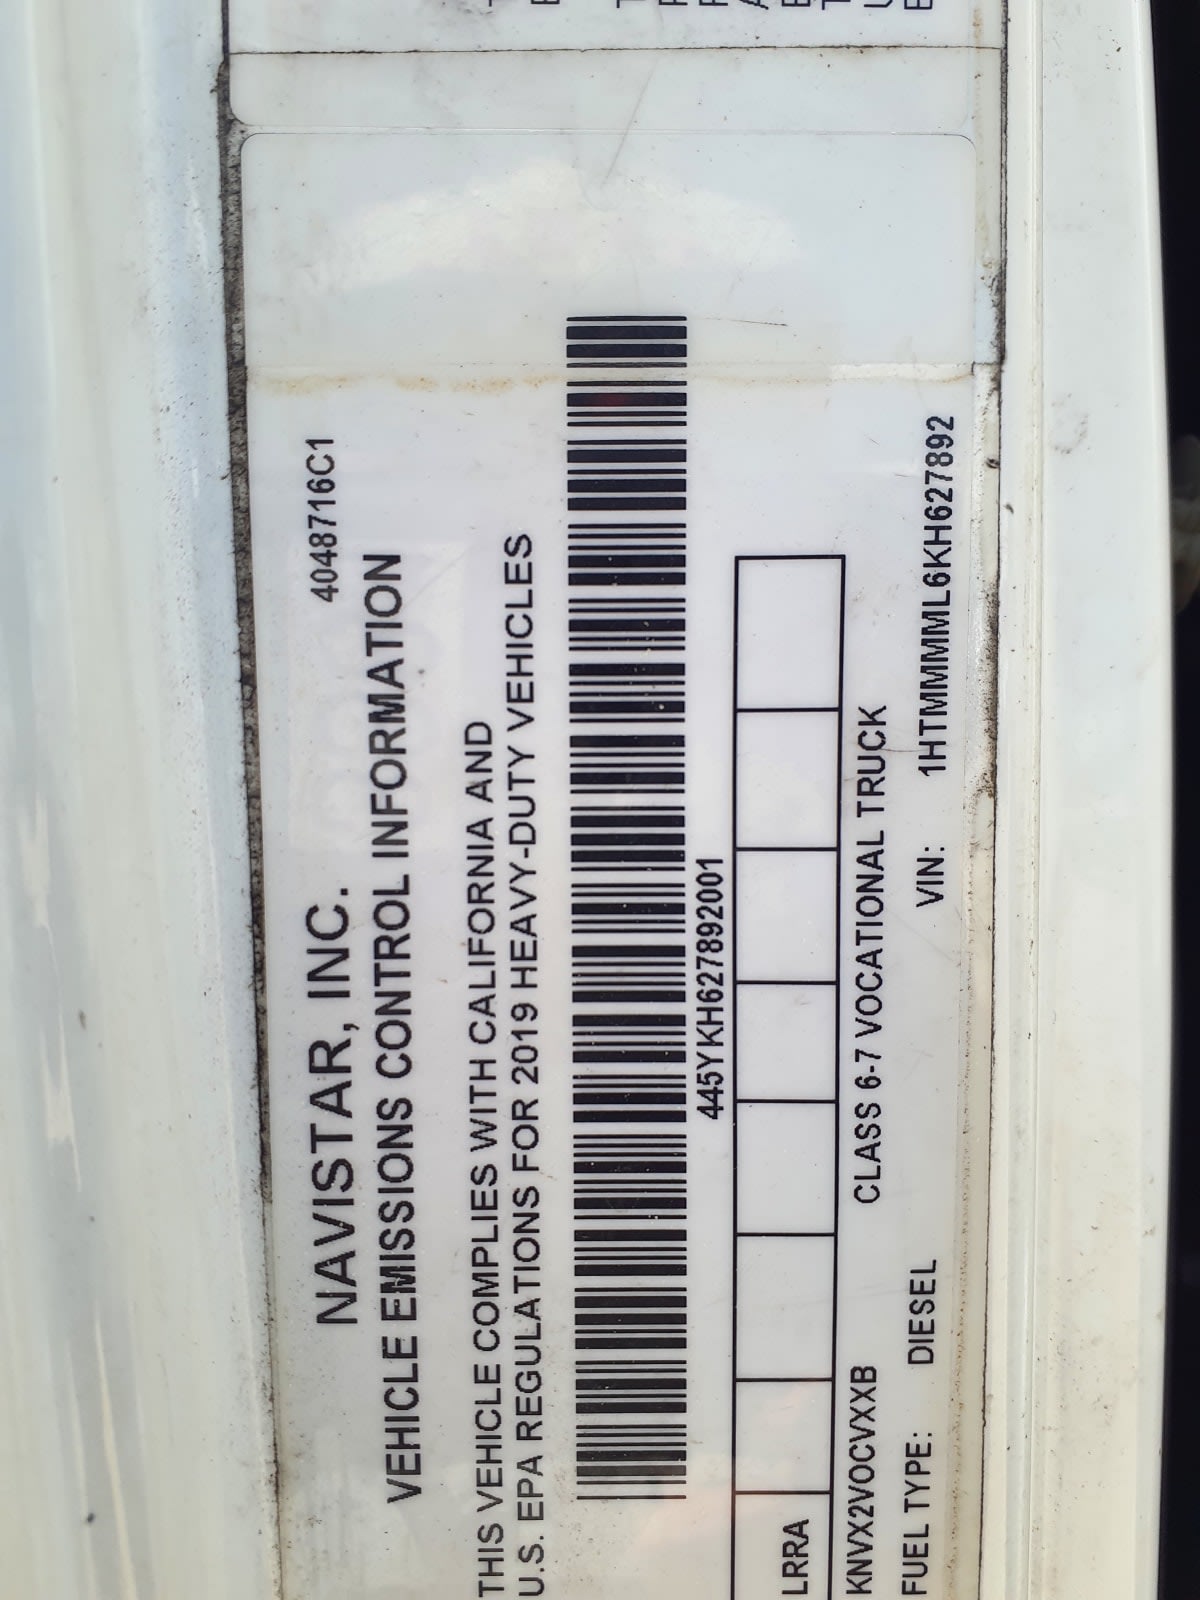 4048716C1
NAVISTAR, INC.
VEHICLE EMISSIONS CONTROL INFORMATION
THIS VEHICLE COMPLIES WITH CALIFORNIA AND
U.S. EPA REGULATIONS FOR 2019 HEAVY-DUTY VEHICLES
445YKH627892001
LRRA
KNVX2VOCVXXB CLASS 6-7 VOCATIONAL TRUCK
FUEL TYPE: DIESEL VIN: 1HTMMMML6KH627892